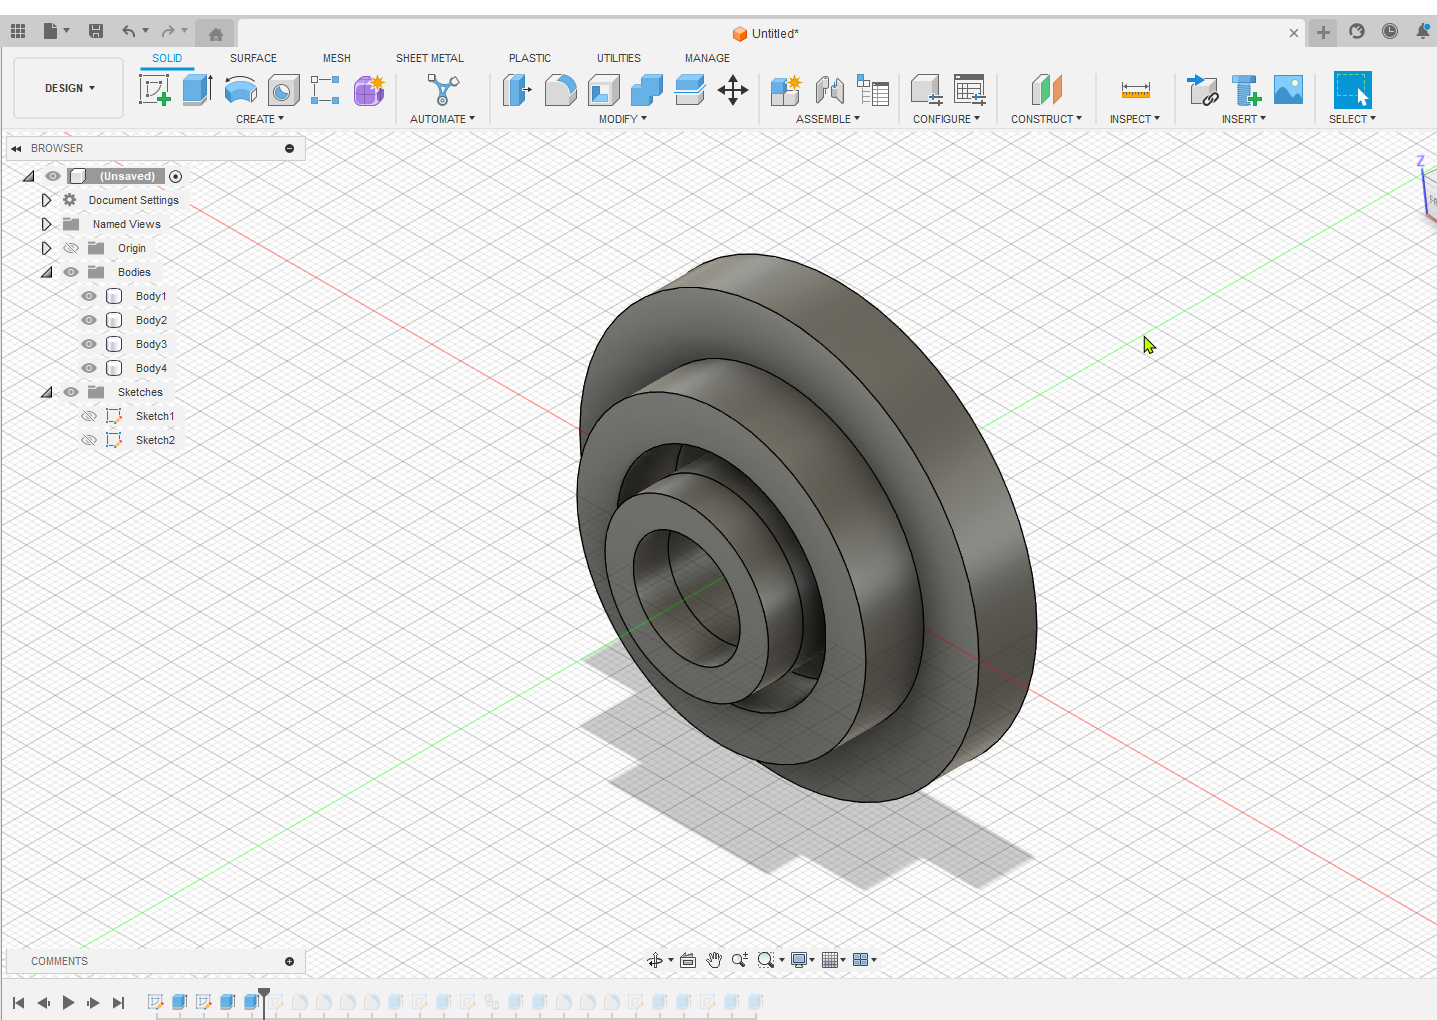 Untitled*
SOLID SURFACE MESH SHEET METAL PLASTIC UTILITIES MANAGE
DESIGN
CREATE AUTOMATE MODIFY ASSEMBLE CONFIGURE CONSTRUCT INSPECT INSERT SELECT
BROWSER
(Unsaved)
Document Settings
Named Views
Origin
Bodies
Body1
Body2
Body3
Body4
Sketches
Sketch1
Sketch2
Z
COMMENTS